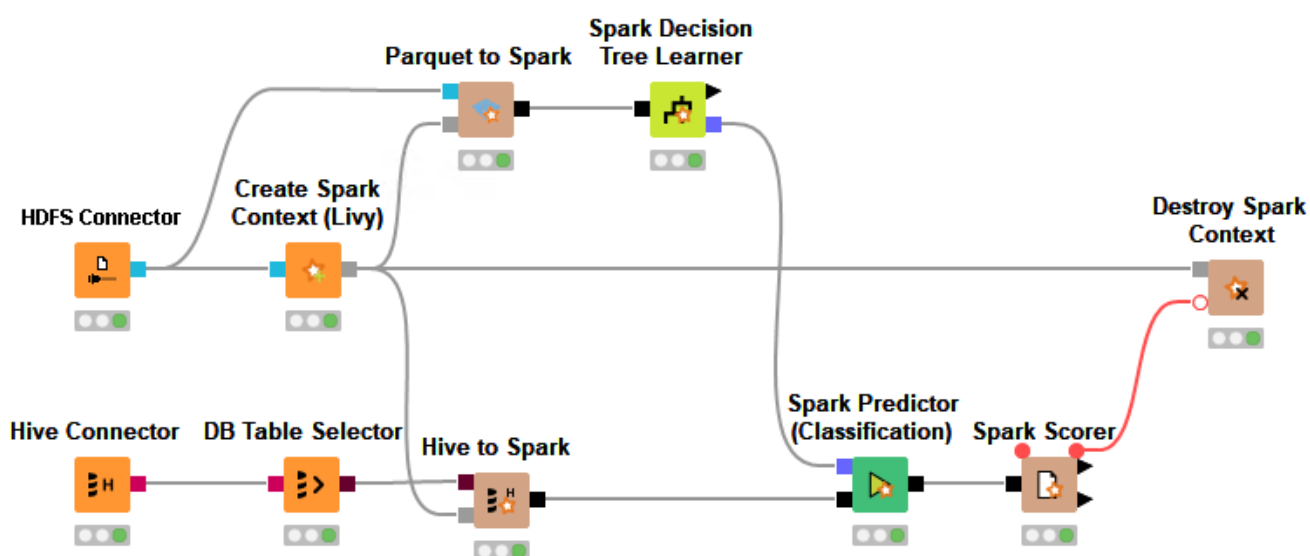 Spark Decision
Tree Learner
Parquet to Spark
Create Spark
Context (Livy)
HDFS Connector
Destroy Spark
Context
Spark Predictor
(Classification)
Spark Scorer
Hive Connector
DB Table Selector
Hive to Spark
H
H